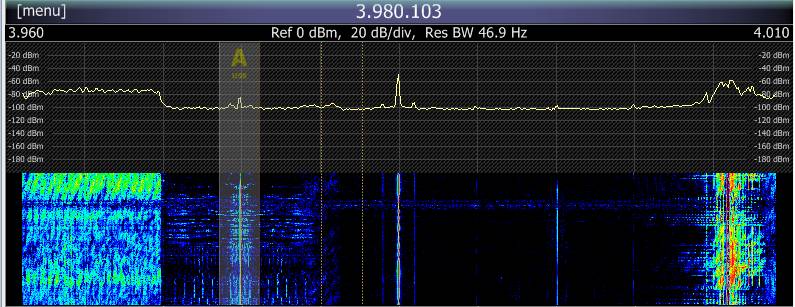 [menu] 3.980.103
3.960 Ref 0 dBm, 20 dB/div, Res BW 46.9 Hz 4.010
A
USB
-20 dBm -20 dBm
-40 dBm -40 dBm
-60 dBm -60 dBm
-80 dBm -80 dBm
-100 dBm -100 dBm
-120 dBm -120 dBm
-140 dBm -140 dBm
-160 dBm -160 dBm
-180 dBm -180 dBm